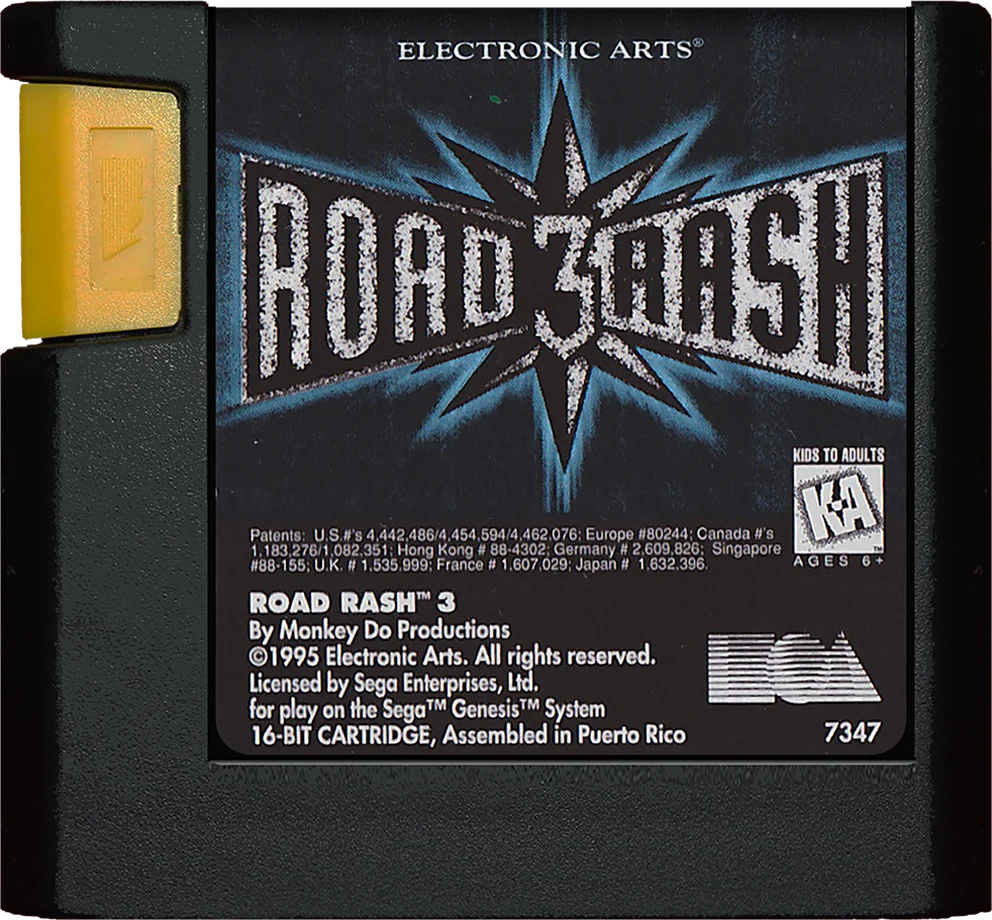 ELECTRONIC ARTS®
ROAD 3 RASH
KIDS TO ADULTS
KA
™
AGES 6+
Patents: U.S.#'s 4,442,486/4,454,594/4,462,076: Europe #80244; Canada #'s
1,183,276/1,082,351; Hong Kong # 88-4302; Germany # 2,609,826; Singapore
#88-155; U.K. # 1,535,999; France # 1,607,029; Japan # 1,632,396.
ROAD RASH™ 3
By Monkey Do Productions
©1995 Electronic Arts. All rights reserved.
Licensed by Sega Enterprises, Ltd.
for play on the Sega™ Genesis™ System
16-BIT CARTRIDGE, Assembled in Puerto Rico
EA
7347